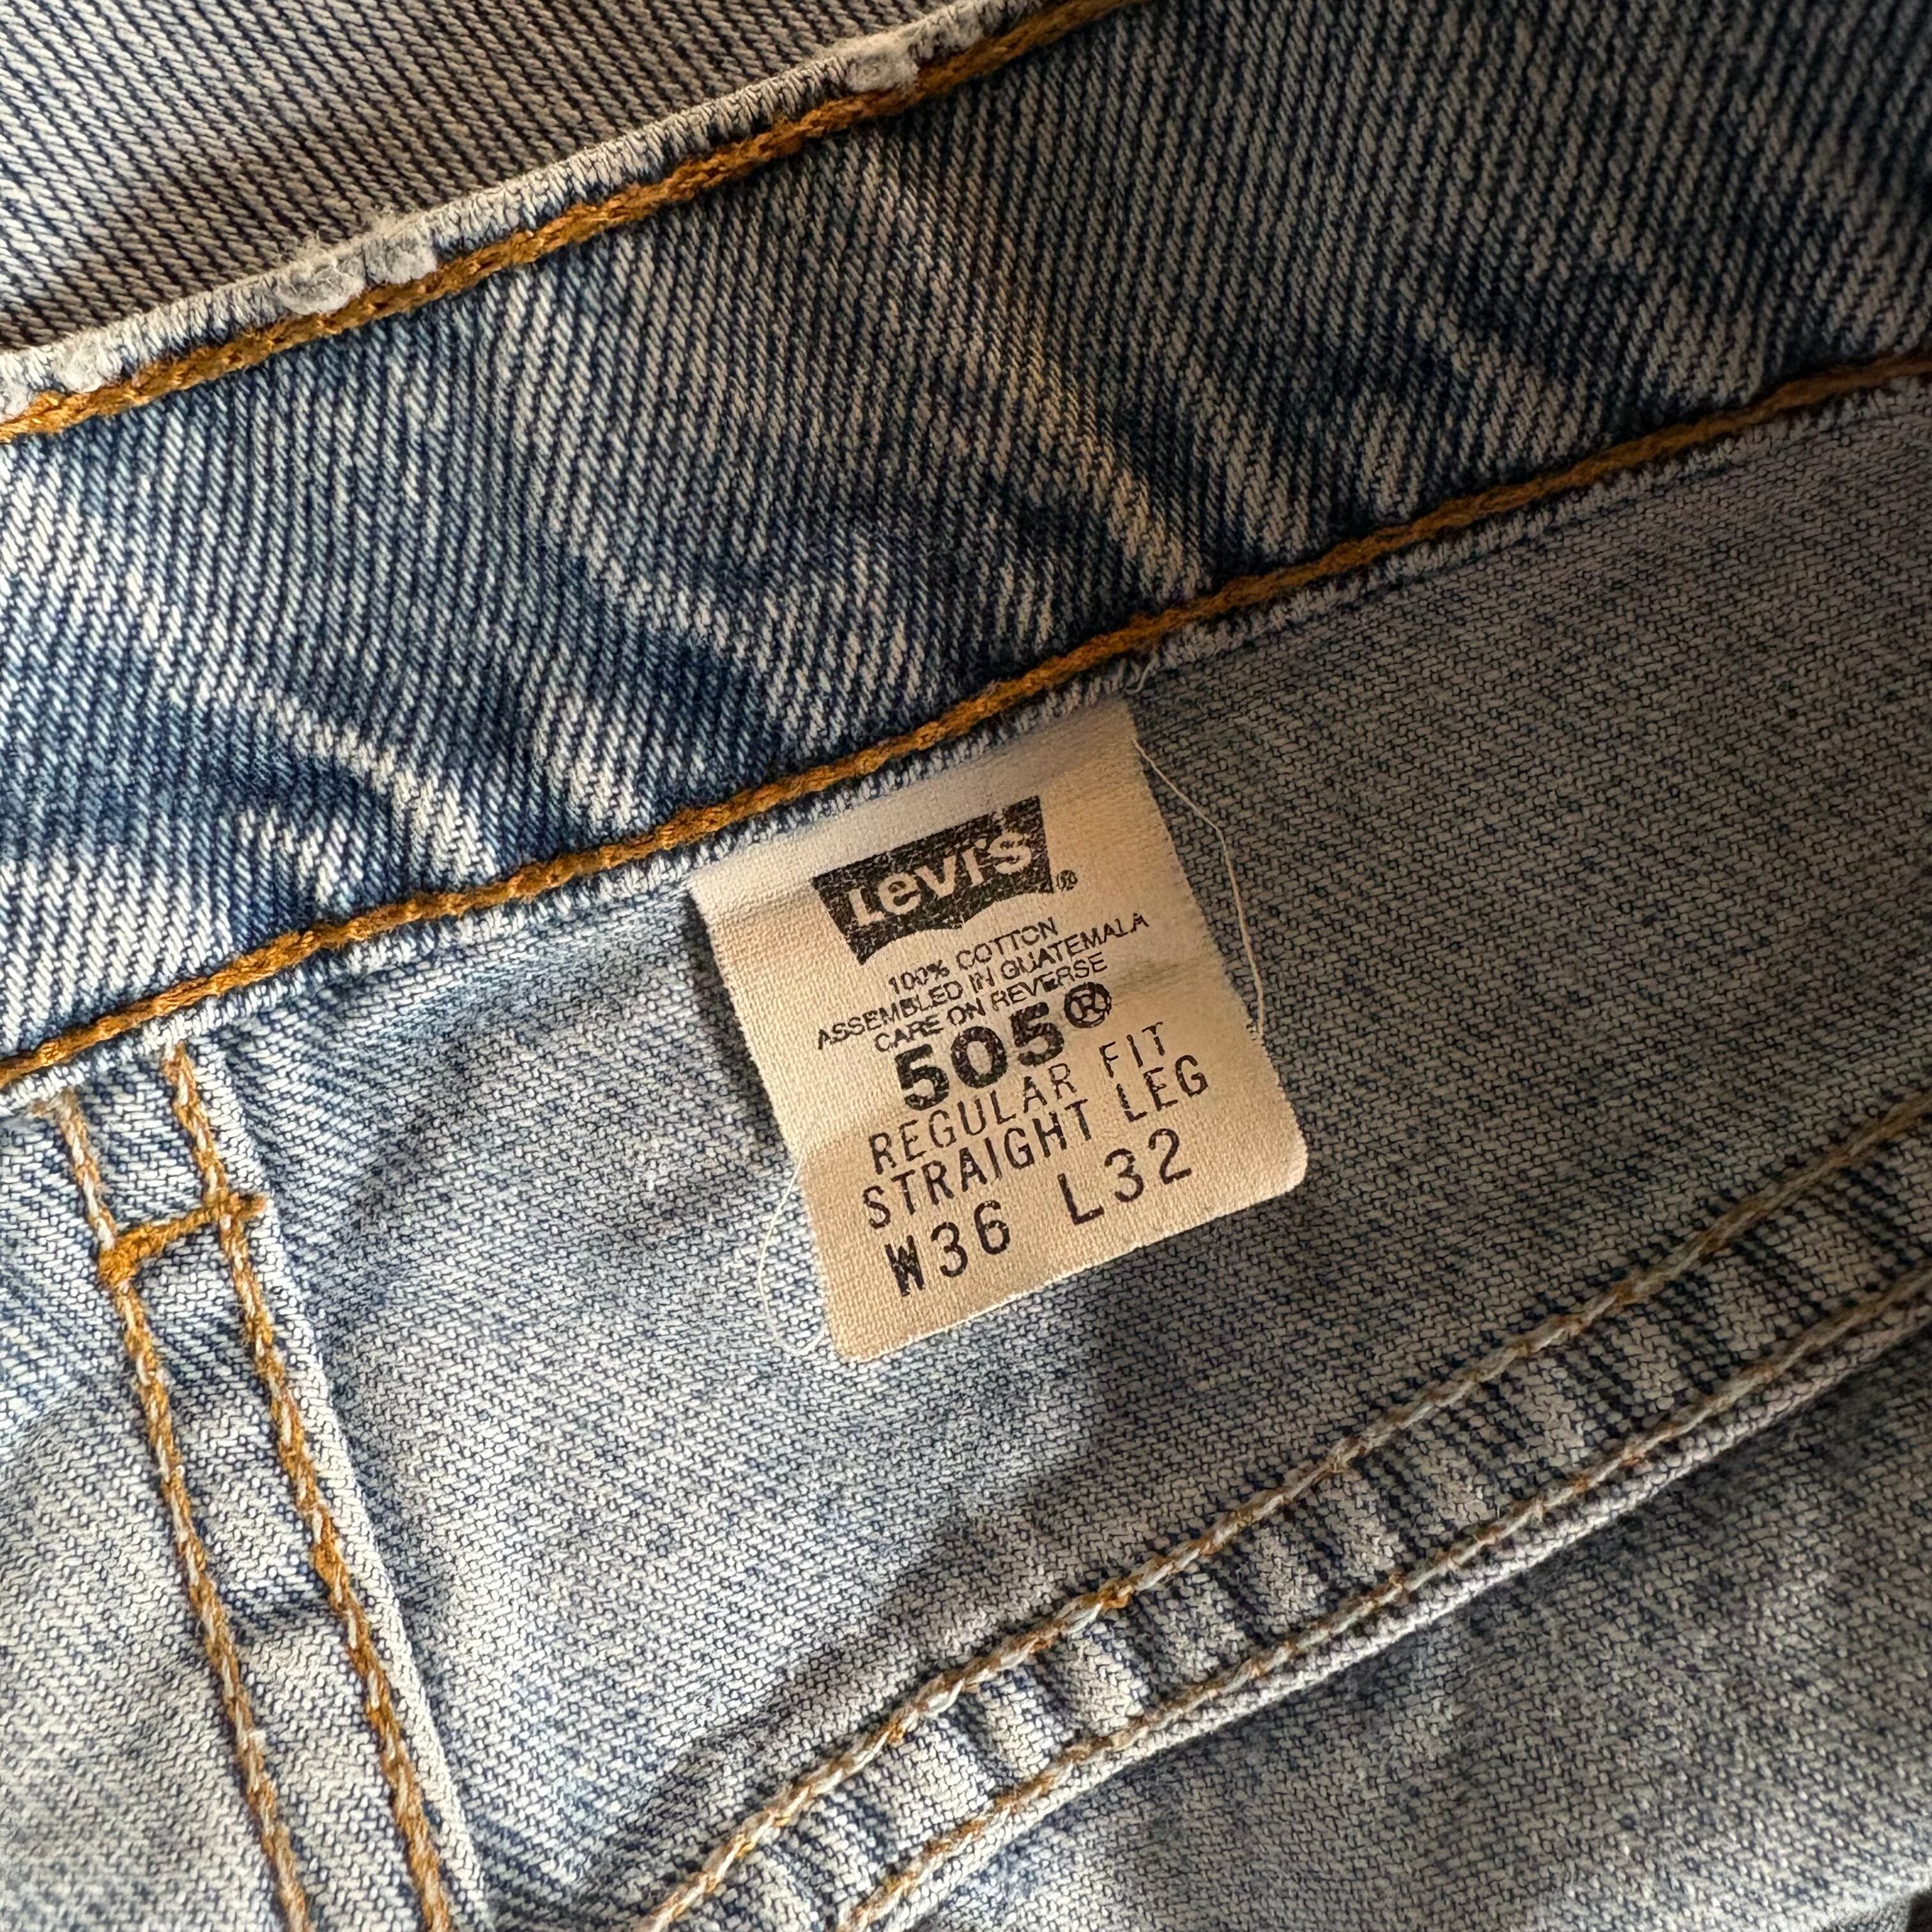 Levi's®
100% COTTON
ASSEMBLED IN GUATEMALA
CARE ON REVERSE
505®
REGULAR FIT
STRAIGHT LEG
W36 L32